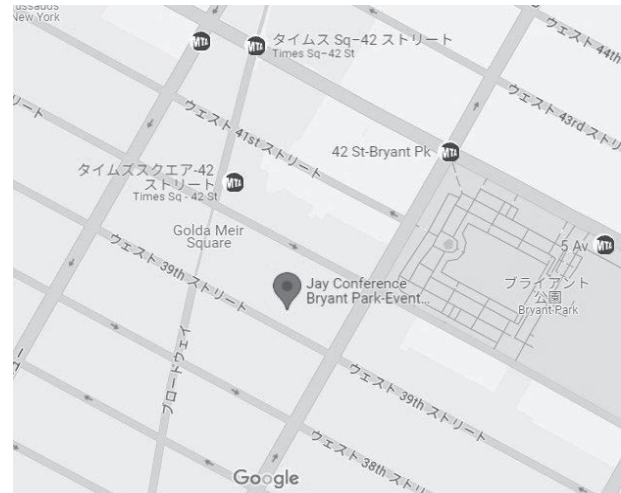 New York
タイムス Sq-42 ストリート
Times Sq-42 St
ウェスト 44th
ウェスト 43rd ストリ
ウェスト 41st ストリート
42 St-Bryant Pk
タイムズスクエア-42
ストリート
Times Sq - 42 St
5 Av
Golda Meir
Square
ブライアント
公園
Bryant Park
ウェスト 39th ストリート
Jay Conference
Bryant Park-Event...
ブロードウェイ
ウェスト 39th ストリート
ウェスト 38th ストリ
Google